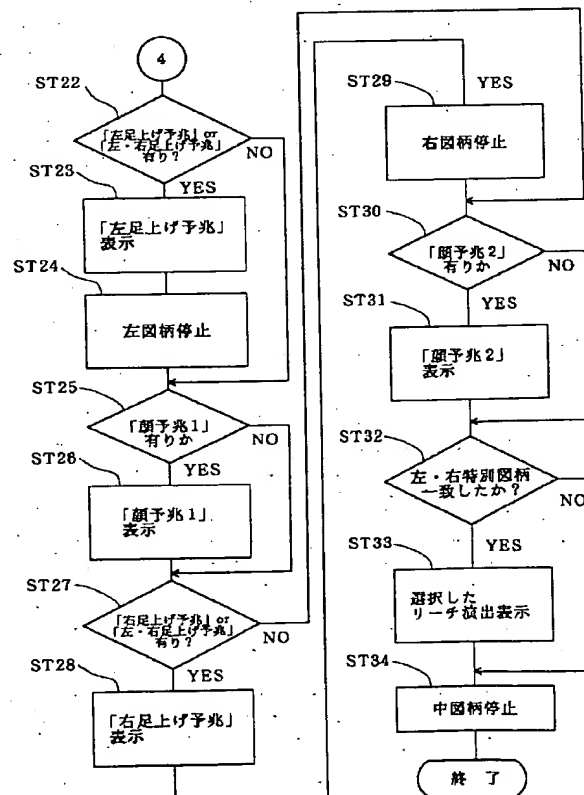 4
ST22
「左足上げ予兆」or
「左・右足上げ予兆」
有り?
NO
YES
ST23
「左足上げ予兆」
表示
ST24
左図柄停止
ST25
「顔予兆1」
有りか
NO
YES
ST26
「顔予兆1」
表示
ST27
「右足上げ予兆」or
「左・右足上げ予兆」
有り?
NO
YES
ST28
「右足上げ予兆」
表示
YES
ST29
右図柄停止
ST30
「顔予兆2」
有りか
NO
YES
ST31
「顔予兆2」
表示
ST32
左・右特別図柄
一致したか?
NO
YES
ST33
選択した
リーチ演出表示
ST34
中図柄停止
終 了